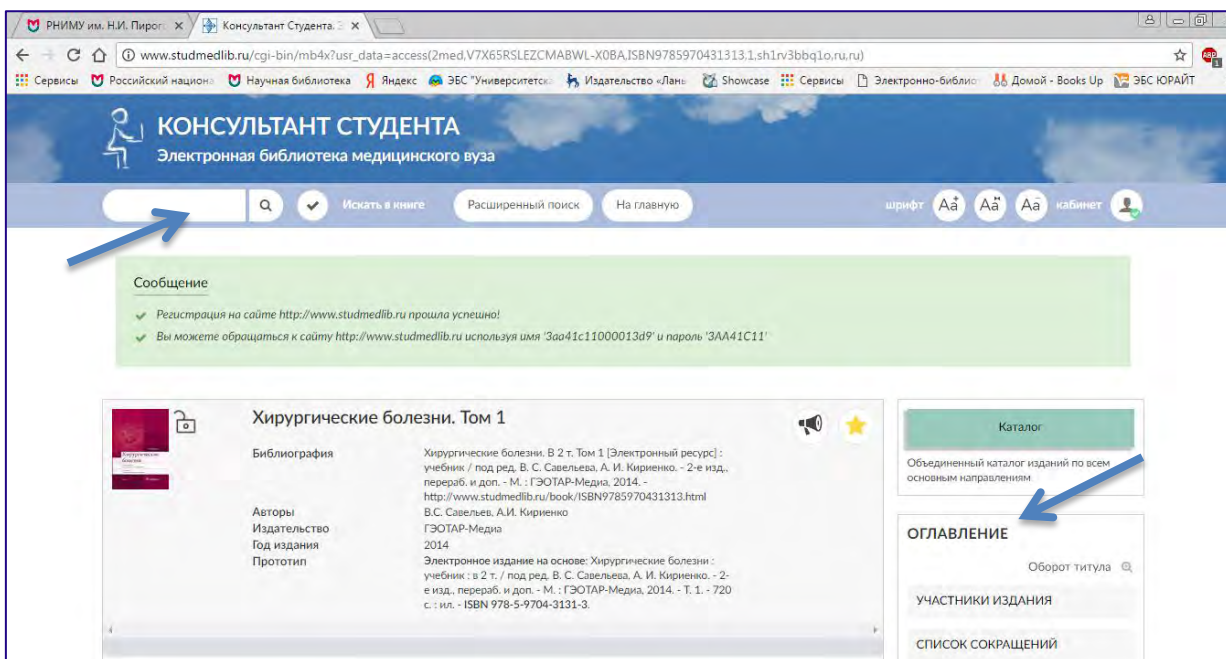 РНИМУ им. Н.И. Пирог
Консультант Студента. Э
www.studmedlib.ru/cgi-bin/mb4x?usr_data=access(2med,V7X65RSLEZCMABWL-X0BA,ISBN9785970431313,1,sh1rv3bbq1o,ru,ru)
Сервисы Российский национ Научная библиотека Яндекс ЭБС "Университетск Издательство «Лань Showcase Сервисы Электронно-библио Домой - Books Up ЭБС ЮРАЙТ
КОНСУЛЬТАНТ СТУДЕНТА
Электронная библиотека медицинского вуза
Искать в книге Расширенный поиск На главную шрифт кабинет
Сообщение
Регистрация на сайте http://www.studmedlib.ru прошла успешно!
Вы можете обращаться к сайту http://www.studmedlib.ru используя имя '3aa41c11000013d9' и пароль '3AA41C11'
Хирургические болезни. Том 1
Библиография Хирургические болезни. В 2 т. Том 1 [Электронный ресурс] :
учебник / под ред. В. С. Савельева, А. И. Кириенко. - 2-е изд.,
перераб. и доп. - М. : ГЭОТАР-Медиа, 2014. -
http://www.studmedlib.ru/book/ISBN9785970431313.html
Авторы В.С. Савельев, А.И. Кириенко
Издательство ГЭОТАР-Медиа
Год издания 2014
Прототип Электронное издание на основе: Хирургические болезни :
учебник : в 2 т. / под ред. В. С. Савельева, А. И. Кириенко. - 2-
е изд., перераб. и доп. - М. : ГЭОТАР-Медиа, 2014. - Т. 1. - 720
с. : ил. - ISBN 978-5-9704-3131-3.
Каталог
Объединенный каталог изданий по всем
основным направлениям
ОГЛАВЛЕНИЕ
Оборот титула
УЧАСТНИКИ ИЗДАНИЯ
СПИСОК СОКРАЩЕНИЙ